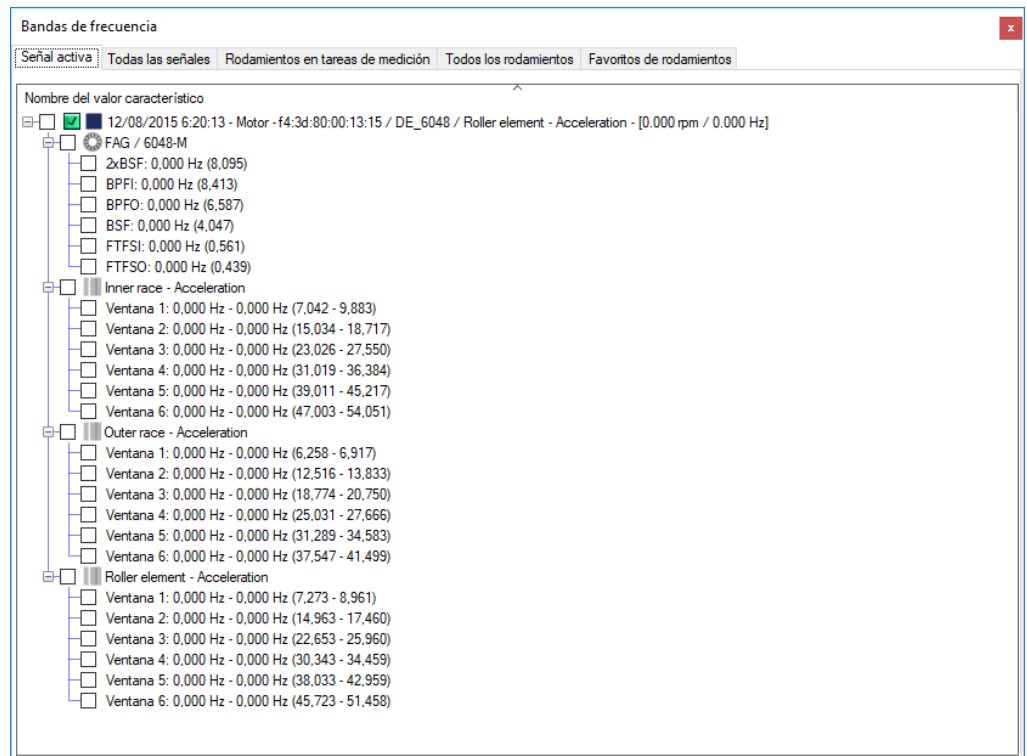 Bandas de frecuencia
x
Señal activa Todas las señales Rodamientos en tareas de medición Todos los rodamientos Favoritos de rodamientos
Nombre del valor característico
12/08/2015 6:20:13 - Motor - f4:3d:80:00:13:15 / DE_6048 / Roller element - Acceleration - [0.000 rpm / 0.000 Hz]
FAG / 6048-M
2xBSF: 0,000 Hz (8,095)
BPFI: 0,000 Hz (8,413)
BPFO: 0,000 Hz (6,587)
BSF: 0,000 Hz (4,047)
FTFSI: 0,000 Hz (0,561)
FTFSO: 0,000 Hz (0,439)
Inner race - Acceleration
Ventana 1: 0,000 Hz - 0,000 Hz (7,042 - 9,883)
Ventana 2: 0,000 Hz - 0,000 Hz (15,034 - 18,717)
Ventana 3: 0,000 Hz - 0,000 Hz (23,026 - 27,550)
Ventana 4: 0,000 Hz - 0,000 Hz (31,019 - 36,384)
Ventana 5: 0,000 Hz - 0,000 Hz (39,011 - 45,217)
Ventana 6: 0,000 Hz - 0,000 Hz (47,003 - 54,051)
Outer race - Acceleration
Ventana 1: 0,000 Hz - 0,000 Hz (6,258 - 6,917)
Ventana 2: 0,000 Hz - 0,000 Hz (12,516 - 13,833)
Ventana 3: 0,000 Hz - 0,000 Hz (18,774 - 20,750)
Ventana 4: 0,000 Hz - 0,000 Hz (25,031 - 27,666)
Ventana 5: 0,000 Hz - 0,000 Hz (31,289 - 34,583)
Ventana 6: 0,000 Hz - 0,000 Hz (37,547 - 41,499)
Roller element - Acceleration
Ventana 1: 0,000 Hz - 0,000 Hz (7,273 - 8,961)
Ventana 2: 0,000 Hz - 0,000 Hz (14,963 - 17,460)
Ventana 3: 0,000 Hz - 0,000 Hz (22,653 - 25,960)
Ventana 4: 0,000 Hz - 0,000 Hz (30,343 - 34,459)
Ventana 5: 0,000 Hz - 0,000 Hz (38,033 - 42,959)
Ventana 6: 0,000 Hz - 0,000 Hz (45,723 - 51,458)